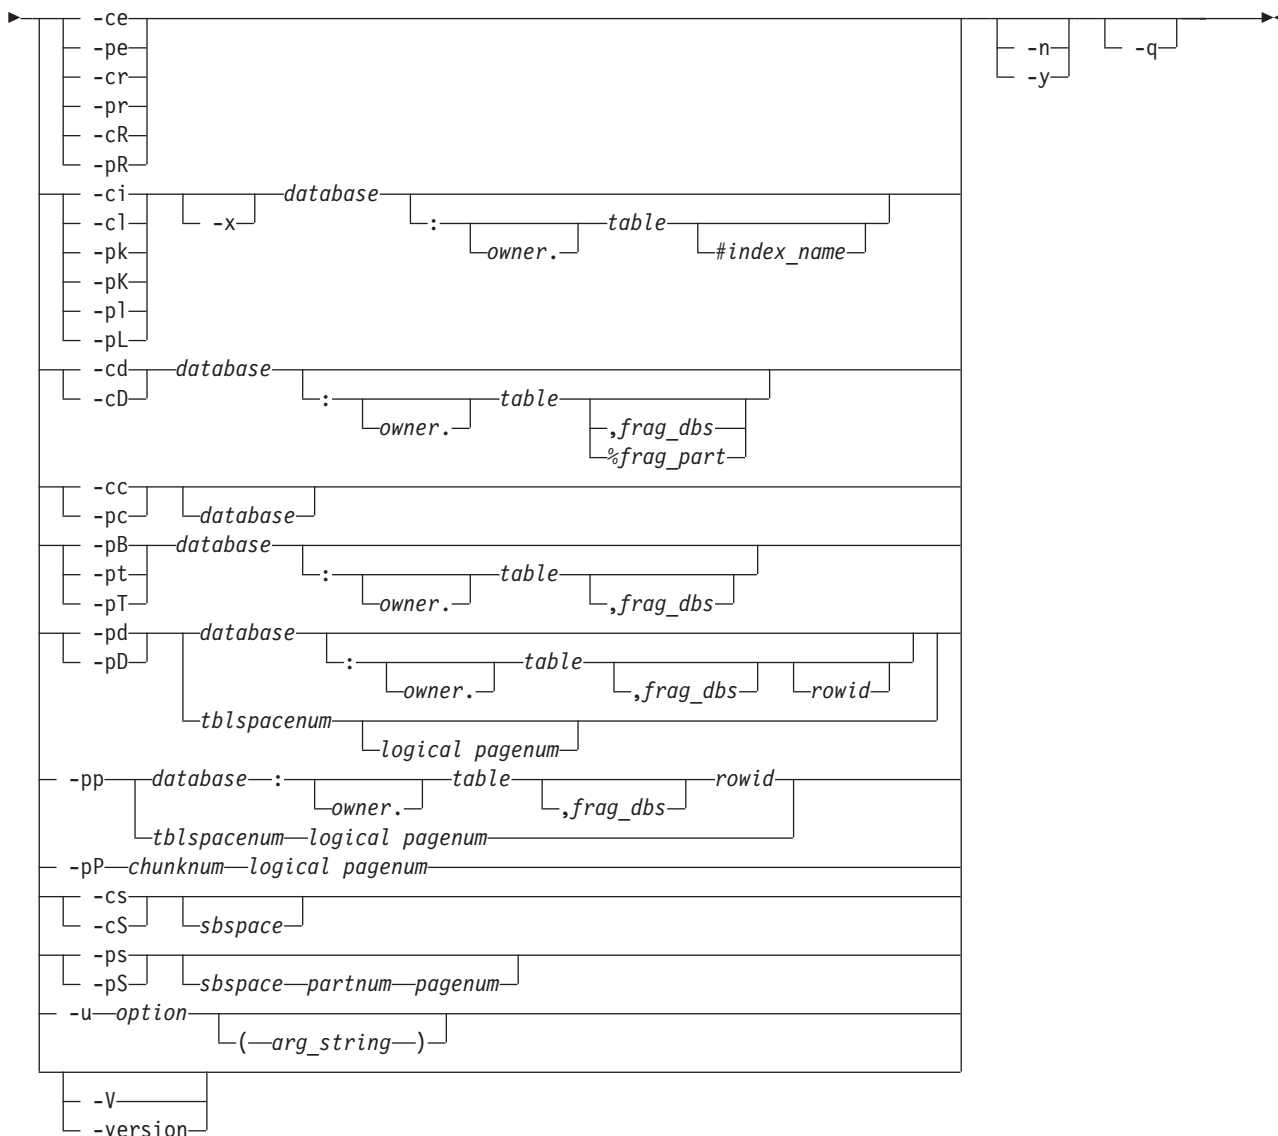 -ce
-pe -n -q
-cr -y
-pr
-cR
-pR
-ci database
-cl -x : table
-pk owner. #index_name
-pK
-pl
-pL
-cd database
-cD : table
owner. ,frag_dbs
%frag_part
-cc
-pc database
-pB database
-pt : table
-pT owner. ,frag_dbs
-pd database
-pD : table
owner. ,frag_dbs rowid
tblspacenum
logical pagenum
-pp database : table rowid
owner. ,frag_dbs
tblspacenum logical pagenum
-pP chunknum logical pagenum
-cs
-cS sbspace
-ps
-pS sbspace partnum pagenum
-u option
( arg_string )
-V
-version